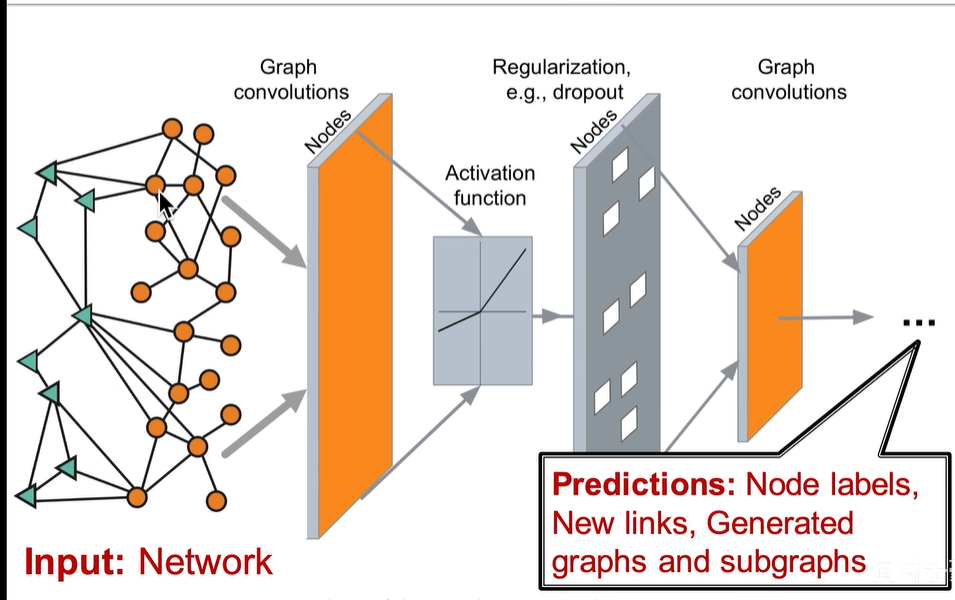 Graph
convolutions
Regularization,
e.g., dropout
Graph
convolutions
Nodes
Nodes
Activation
function
Nodes
...
Predictions: Node labels,
New links, Generated
graphs and subgraphs
Input: Network